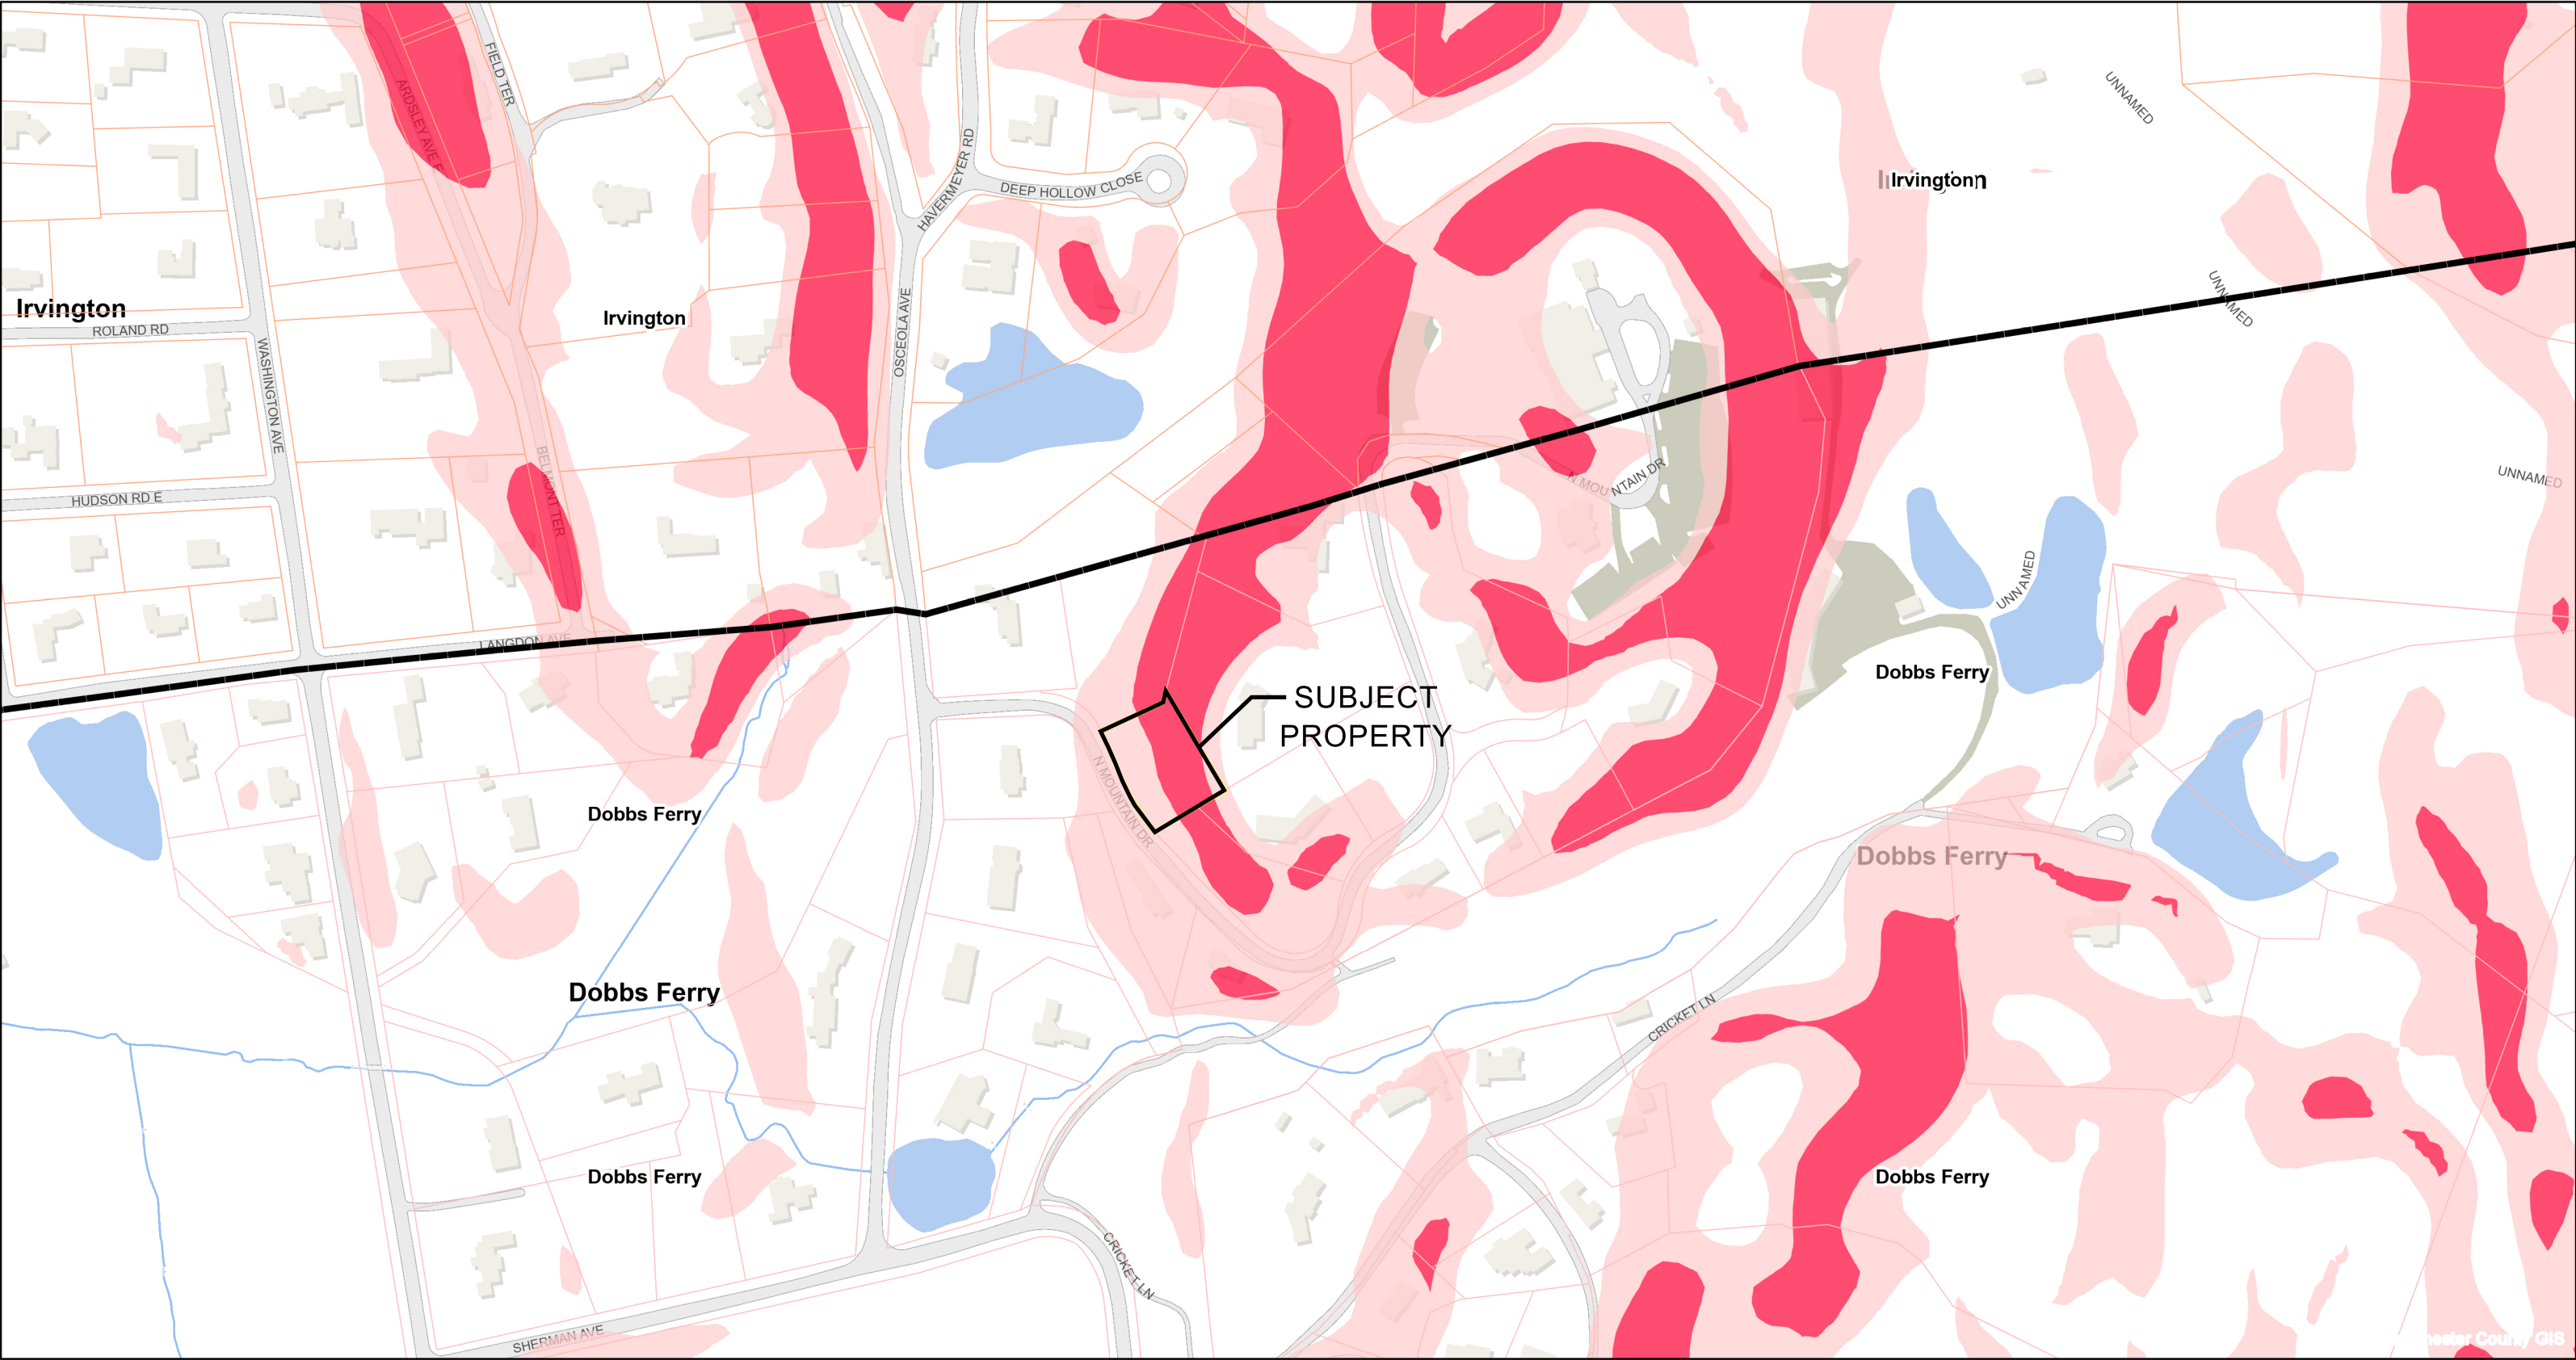 FIELD TER
ARDSLEY AVE E
UNNAMED
HAVERMEYER RD
DEEP HOLLOW CLOSE
Irvington
Irvington
ROLAND RD
Irvington
OSCEOLA AVE
UNNAMED
WASHINGTON AVE
BELMONT TER
N MOUNTAIN DR
UNNAMED
HUDSON RD E
UNNAMED
LANGDON AVE
Dobbs Ferry
SUBJECT
PROPERTY
N MOUNTAIN DR
Dobbs Ferry
Dobbs Ferry
Dobbs Ferry
CRICKET LN
Dobbs Ferry
Dobbs Ferry
CRICKET LN
SHERMAN AVE
County GIS